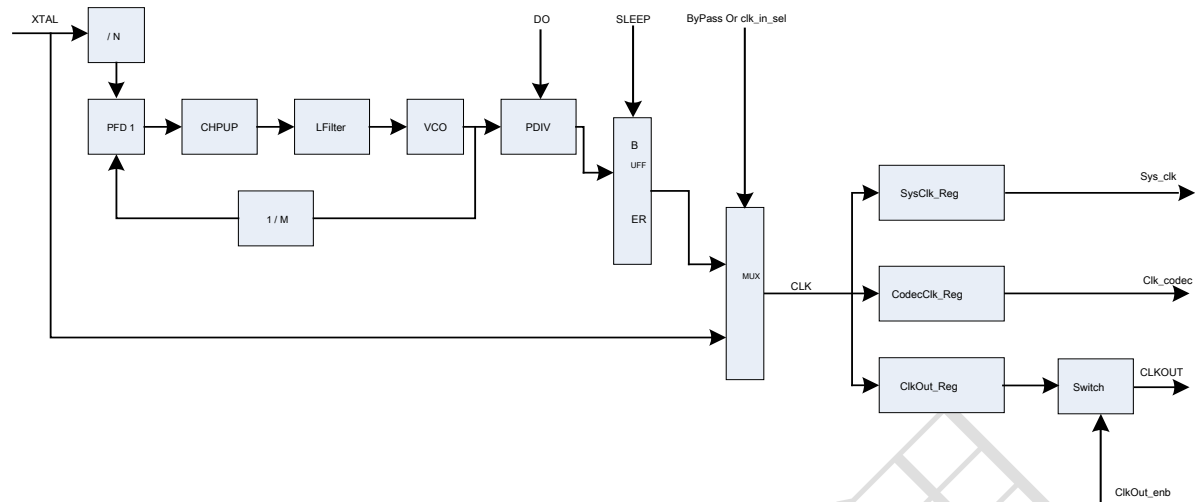 XTAL
DO
SLEEP
ByPass Or clk_in_sel
/ N
PFD 1
CHPUP
LFilter
VCO
PDIV
B
UFF
ER
1 / M
MUX
CLK
SysClk_Reg
Sys_clk
CodecClk_Reg
Clk_codec
ClkOut_Reg
Switch
CLKOUT
ClkOut_enb